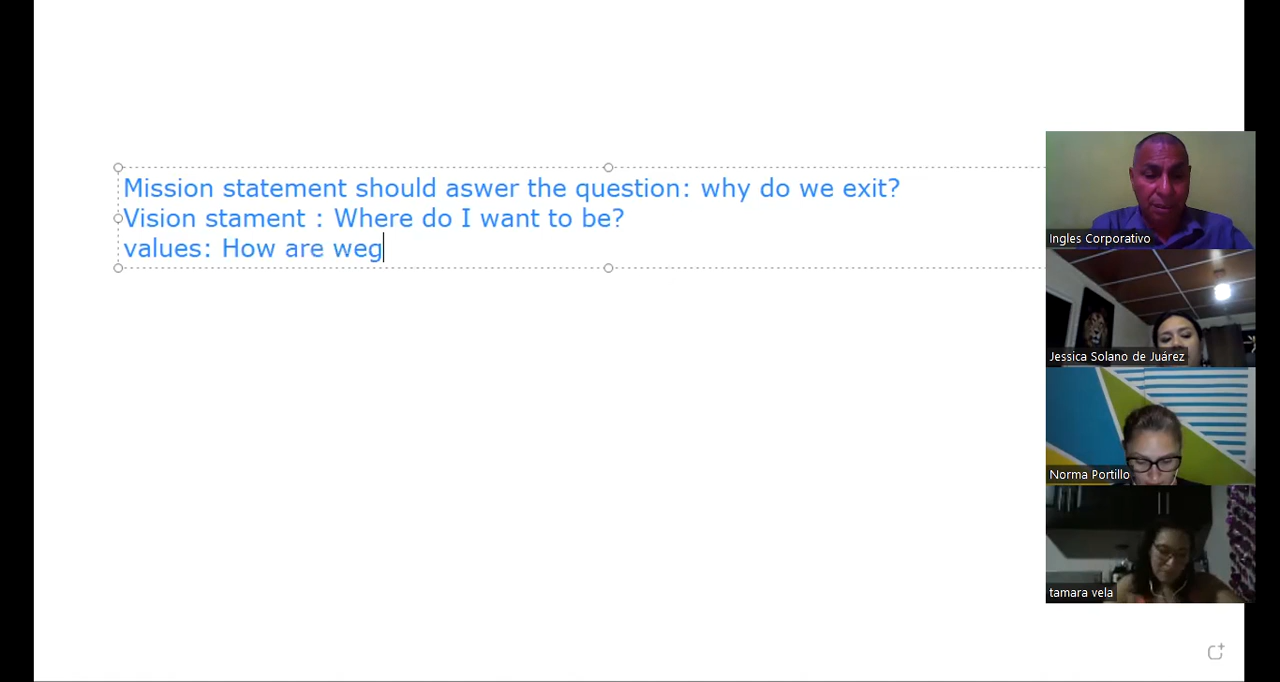 Mission statement should aswer the question: why do we exit?
Vision stament : Where do I want to be?
values: How are weg
Ingles Corporativo
Jessica Solano de Juárez
Norma Portillo
tamara vela